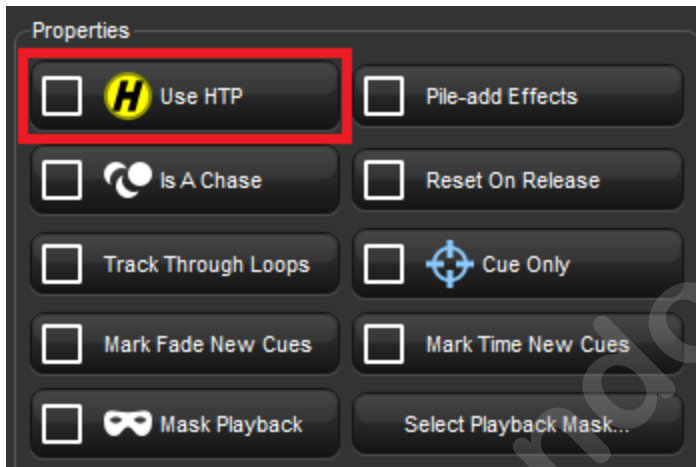 Properties
H Use HTP
Pile-add Effects
Is A Chase
Reset On Release
Track Through Loops
Cue Only
Mark Fade New Cues
Mark Time New Cues
Mask Playback
Select Playback Mask...